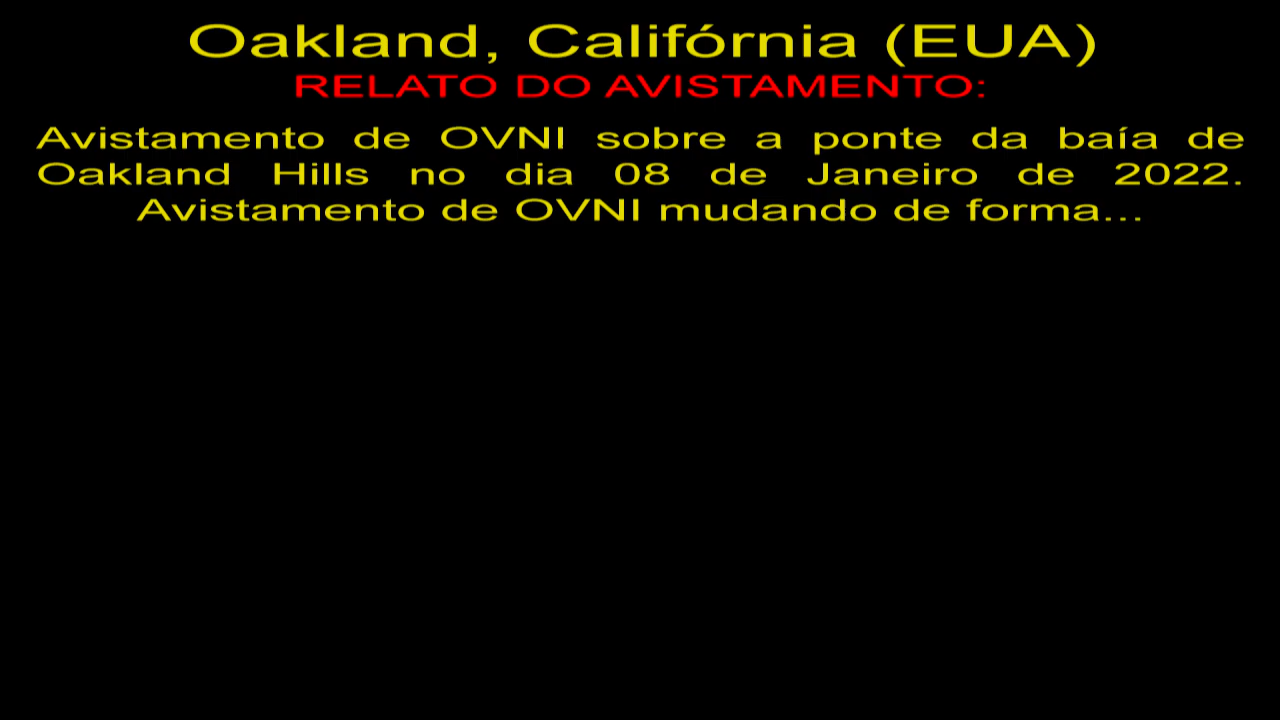 Oakland, Califórnia (EUA)
RELATO DO AVISTAMENTO:
Avistamento de OVNI sobre a ponte da baía de
Oakland Hills no dia 08 de Janeiro de 2022.
Avistamento de OVNI mudando de forma...